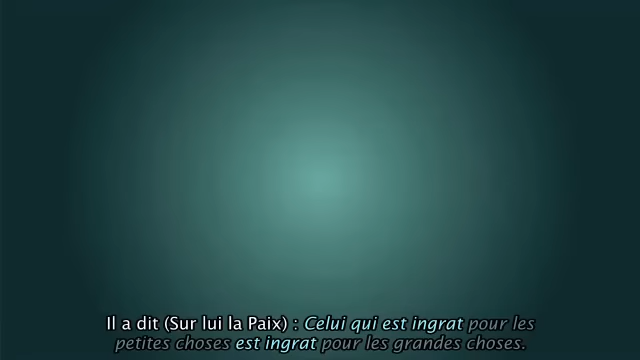 Il a dit (Sur lui la Paix) : Celui qui est ingrat pour les
petites choses est ingrat pour les grandes choses.